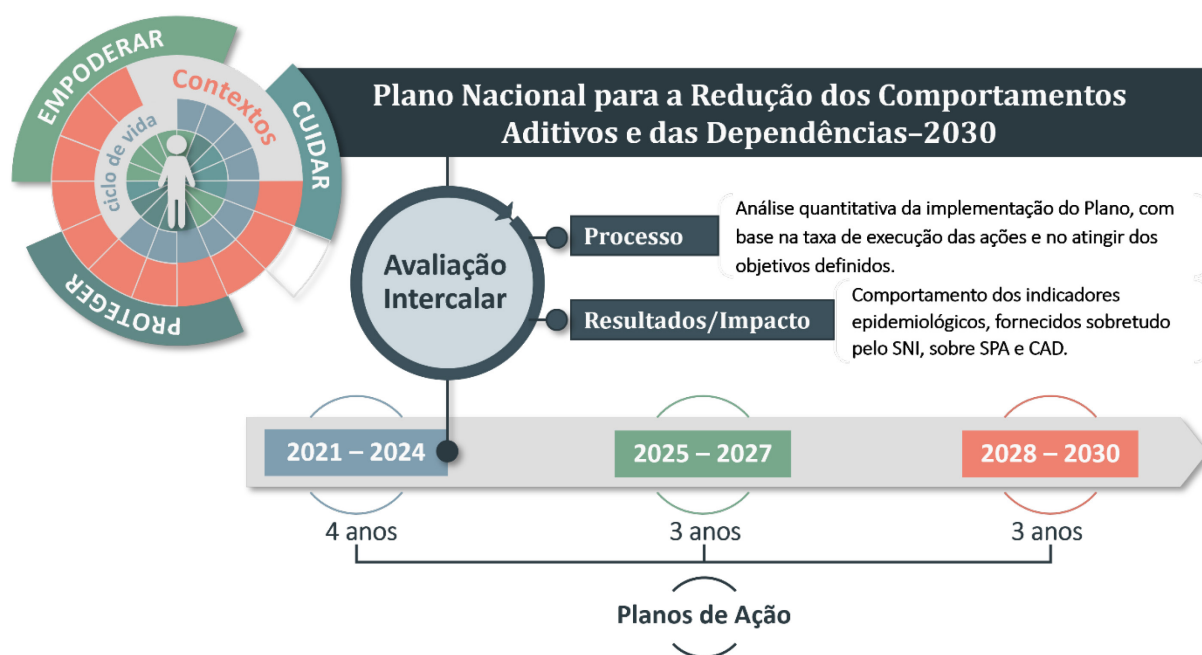 EMPODERAR
Contextos
ciclo de vida
CUIDAR
PROTEGER
Plano Nacional para a Redução dos Comportamentos
Aditivos e das Dependências–2030
Avaliação
Intercalar
Processo
Análise quantitativa da implementação do Plano, com
base na taxa de execução das ações e no atingir dos
objetivos definidos.
Resultados/Impacto
Comportamento dos indicadores
epidemiológicos, fornecidos sobretudo
pelo SNI, sobre SPA e CAD.
2021 – 2024
2025 – 2027
2028 – 2030
4 anos
3 anos
3 anos
Planos de Ação